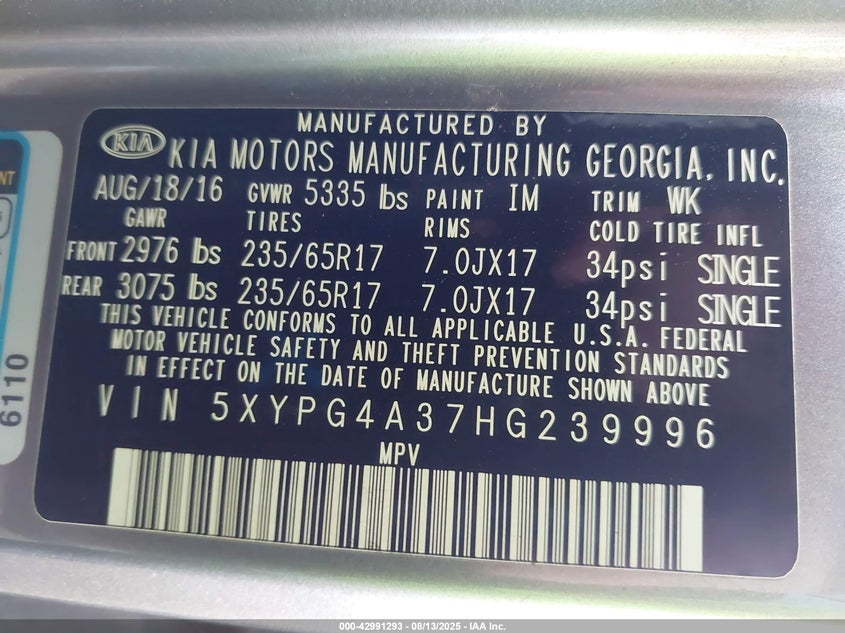 MANUFACTURED BY
KIA KIA MOTORS MANUFACTURING GEORGIA, INC.
AUG/18/16 GVWR 5335 lbs PAINT IM TRIM WK
GAWR TIRES RIMS COLD TIRE INFL
FRONT 2976 lbs 235/65R17 7.0JX17 34psi SINGLE
REAR 3075 lbs 235/65R17 7.0JX17 34psi SINGLE
THIS VEHICLE CONFORMS TO ALL APPLICABLE U.S.A. FEDERAL
MOTOR VEHICLE SAFETY AND THEFT PREVENTION STANDARDS
IN EFFECT ON THE DATE OF MANUFACTURE SHOWN ABOVE
VIN 5XYPG4A37HG239996
MPV
6110
000-42991293 - 08/13/2025 - IAA Inc.